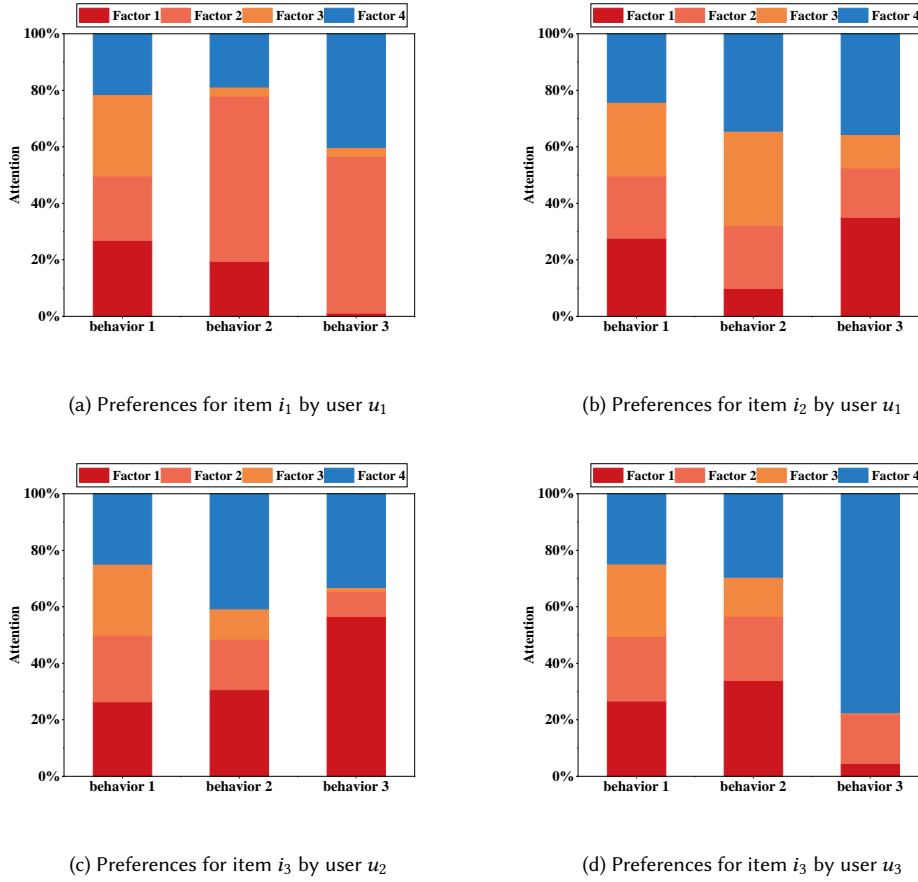 Factor 1 Factor 2 Factor 3 Factor 4
100%
80%
60%
40%
20%
0%
Attention
behavior 1 behavior 2 behavior 3
(a) Preferences for item i₁ by user u₁
Factor 1 Factor 2 Factor 3 Factor 4
100%
80%
60%
40%
20%
0%
Attention
behavior 1 behavior 2 behavior 3
(b) Preferences for item i₂ by user u₁
Factor 1 Factor 2 Factor 3 Factor 4
100%
80%
60%
40%
20%
0%
Attention
behavior 1 behavior 2 behavior 3
(c) Preferences for item i₃ by user u₂
Factor 1 Factor 2 Factor 3 Factor 4
100%
80%
60%
40%
20%
0%
Attention
behavior 1 behavior 2 behavior 3
(d) Preferences for item i₃ by user u₃